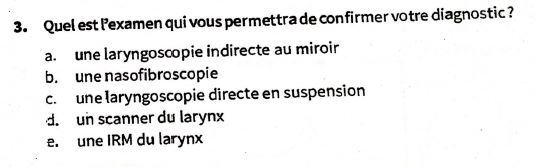 3. Quel est l'examen qui vous permettra de confirmer votre diagnostic ?
a. une laryngoscopie indirecte au miroir
b. une nasofibroscopie
c. une laryngoscopie directe en suspension
d. un scanner du larynx
e. une IRM du larynx